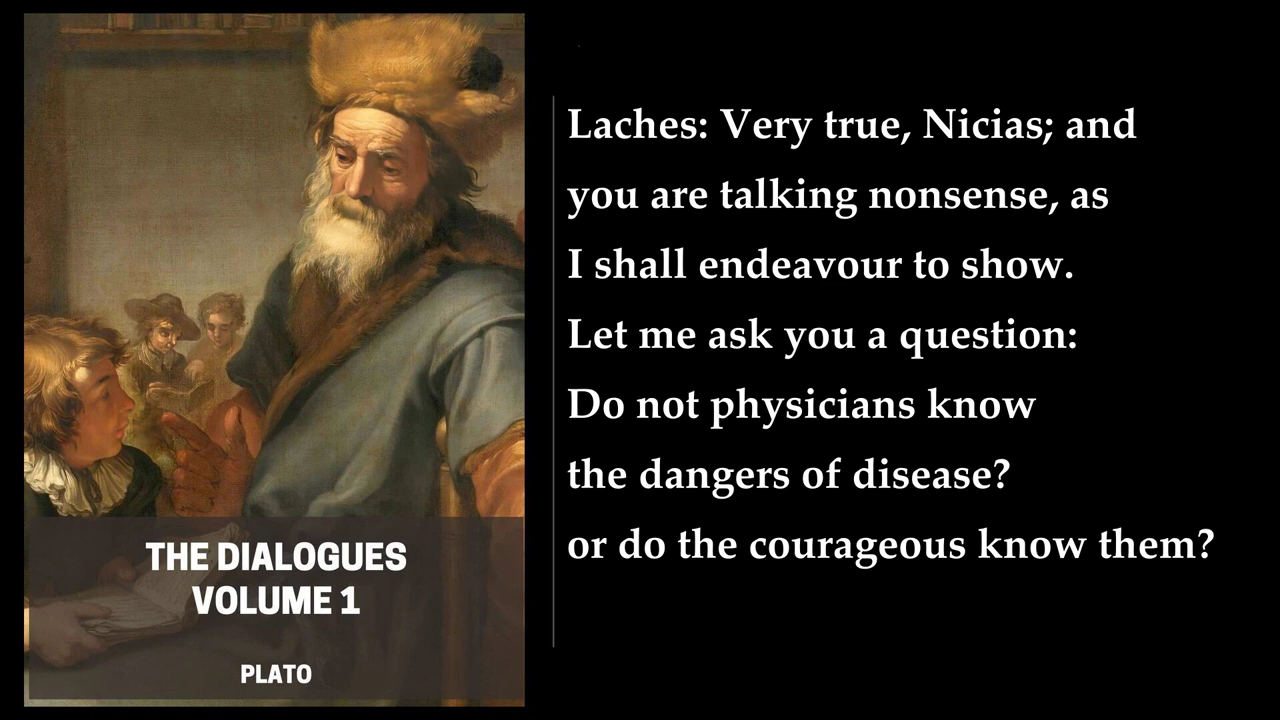 THE DIALOGUES
VOLUME 1
PLATO
Laches: Very true, Nicias; and
you are talking nonsense, as
I shall endeavour to show.
Let me ask you a question:
Do not physicians know
the dangers of disease?
or do the courageous know them?